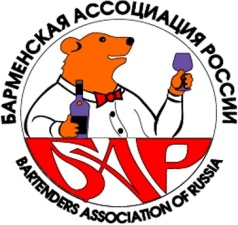 БАРМЕНСКАЯ АССОЦИАЦИЯ РОССИИ
БАР
BARTENDERS ASSOCIATION OF RUSSIA